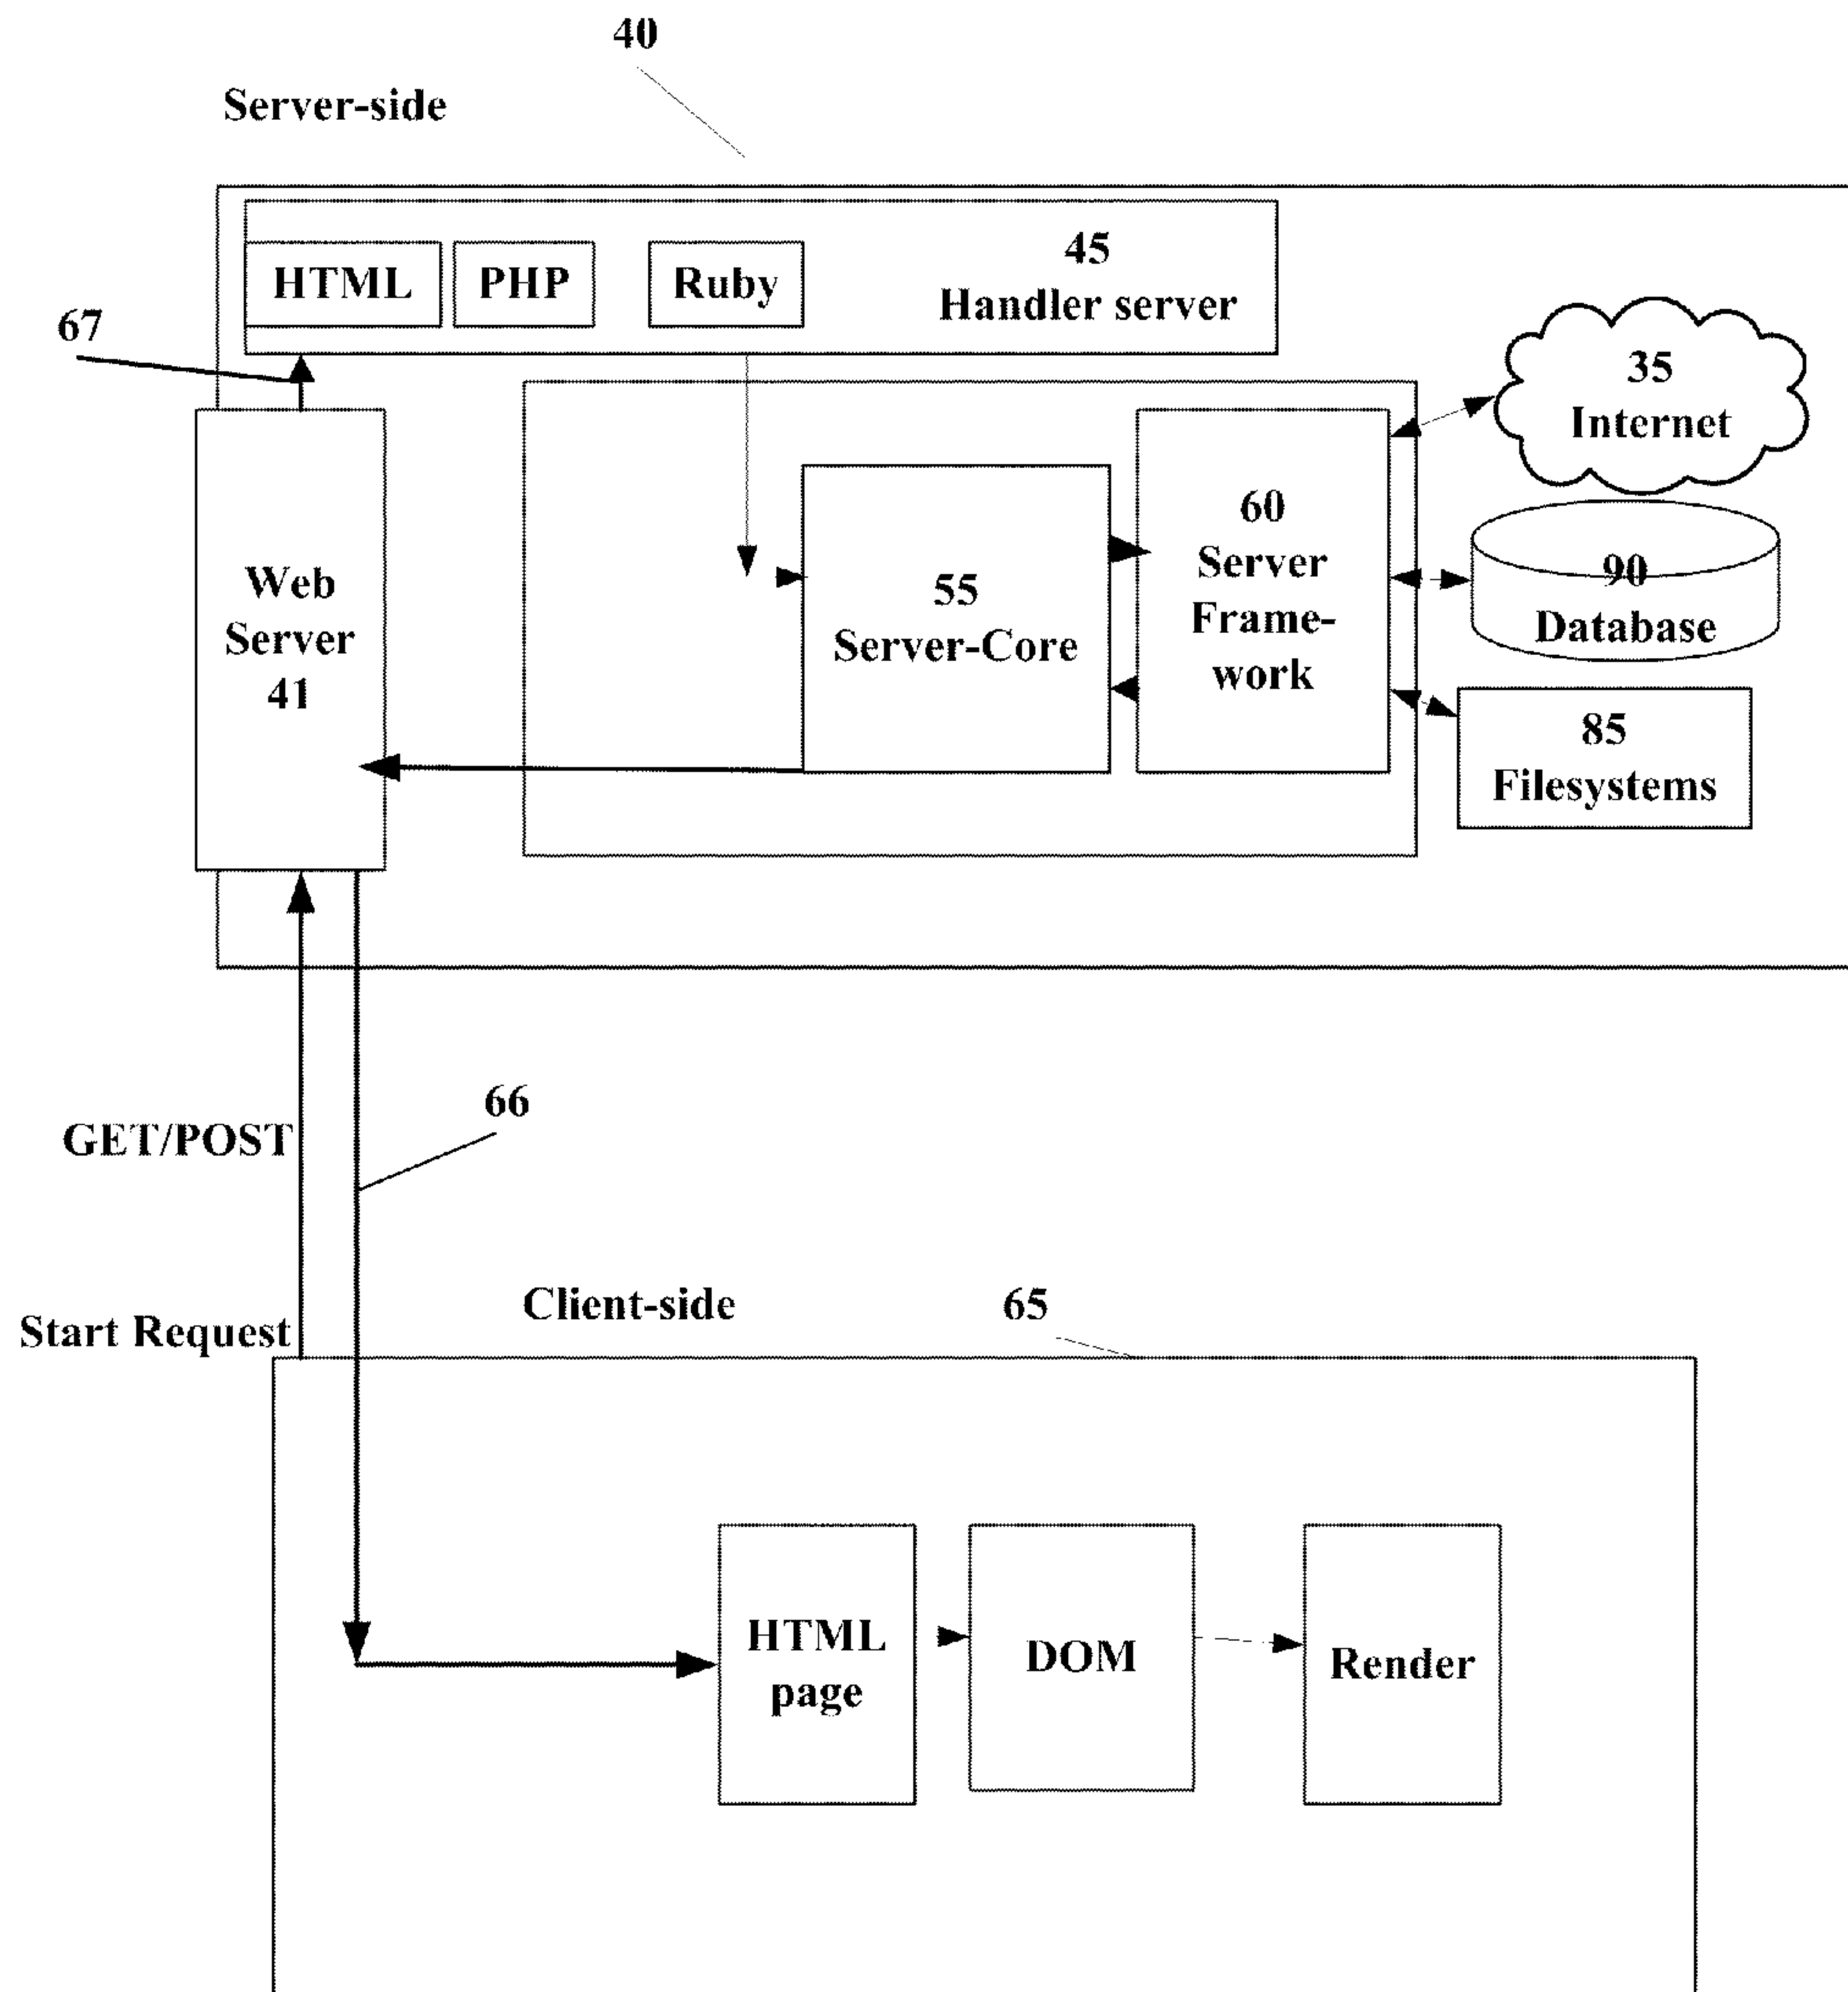 40
Server-side
HTML
PHP
Ruby
45
Handler server
67
35
Internet
Web
Server
41
55
Server-Core
60
Server
Frame-
work
90
Database
85
Filesystems
GET/POST
66
Start Request
Client-side
65
HTML
page
DOM
Render